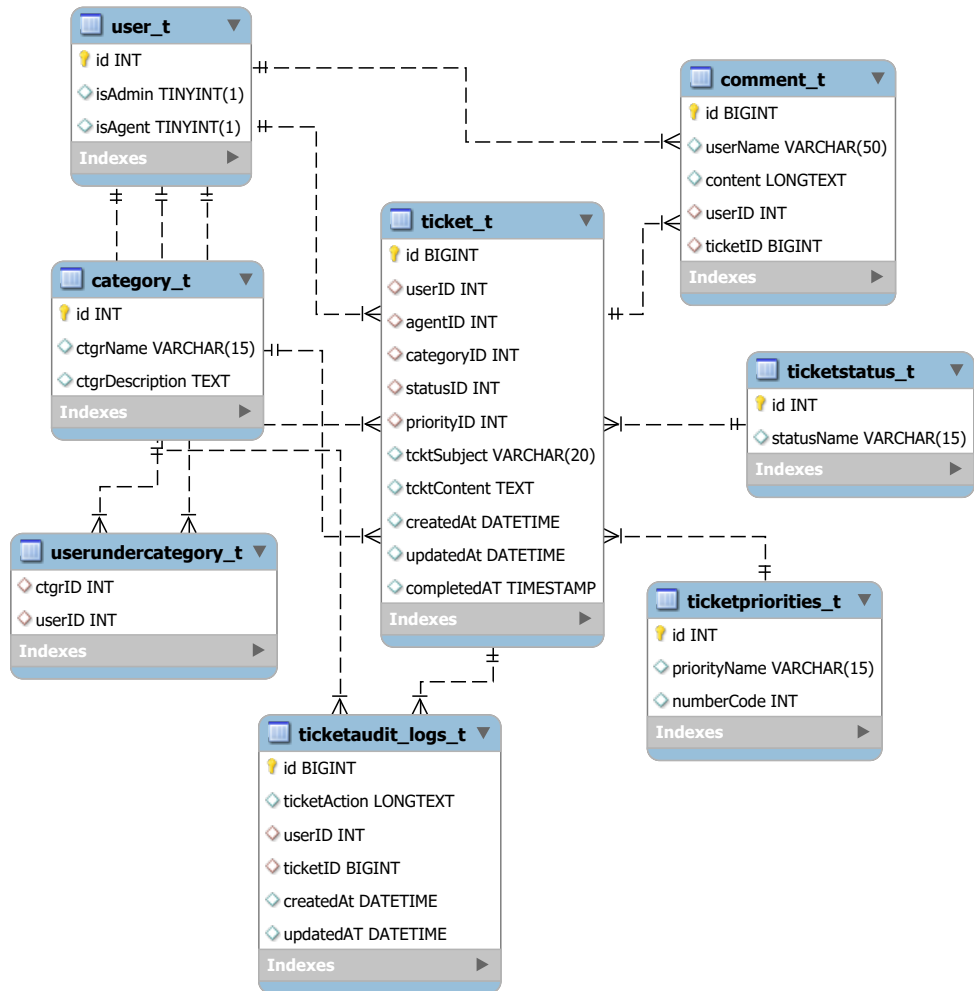 user_t
id INT
isAdmin TINYINT(1)
isAgent TINYINT(1)
Indexes
comment_t
id BIGINT
userName VARCHAR(50)
content LONGTEXT
userID INT
ticketID BIGINT
Indexes
ticket_t
id BIGINT
userID INT
agentID INT
categoryID INT
statusID INT
priorityID INT
tcktSubject VARCHAR(20)
tcktContent TEXT
createdAt DATETIME
updatedAt DATETIME
completedAT TIMESTAMP
Indexes
category_t
id INT
ctgrName VARCHAR(15)
ctgrDescription TEXT
Indexes
ticketstatus_t
id INT
statusName VARCHAR(15)
Indexes
userundercategory_t
ctgrID INT
userID INT
Indexes
ticketpriorities_t
id INT
priorityName VARCHAR(15)
numberCode INT
Indexes
ticketaudit_logs_t
id BIGINT
ticketAction LONGTEXT
userID INT
ticketID BIGINT
createdAt DATETIME
updatedAT DATETIME
Indexes